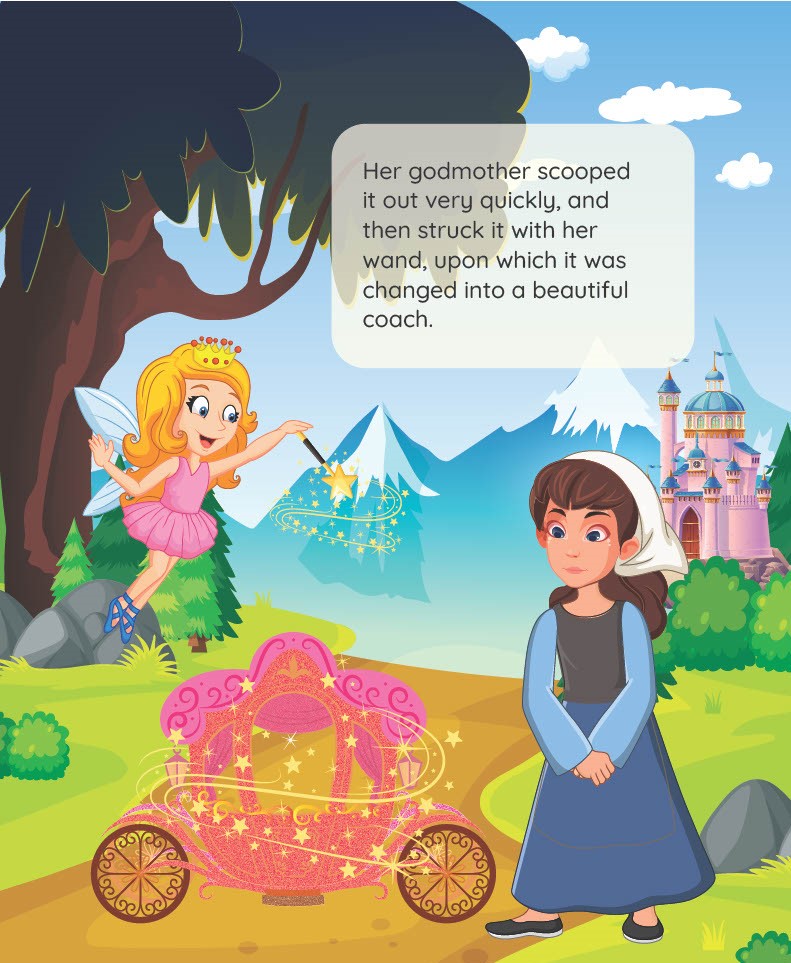 Her godmother scooped
it out very quickly, and
then struck it with her
wand, upon which it was
changed into a beautiful
coach.